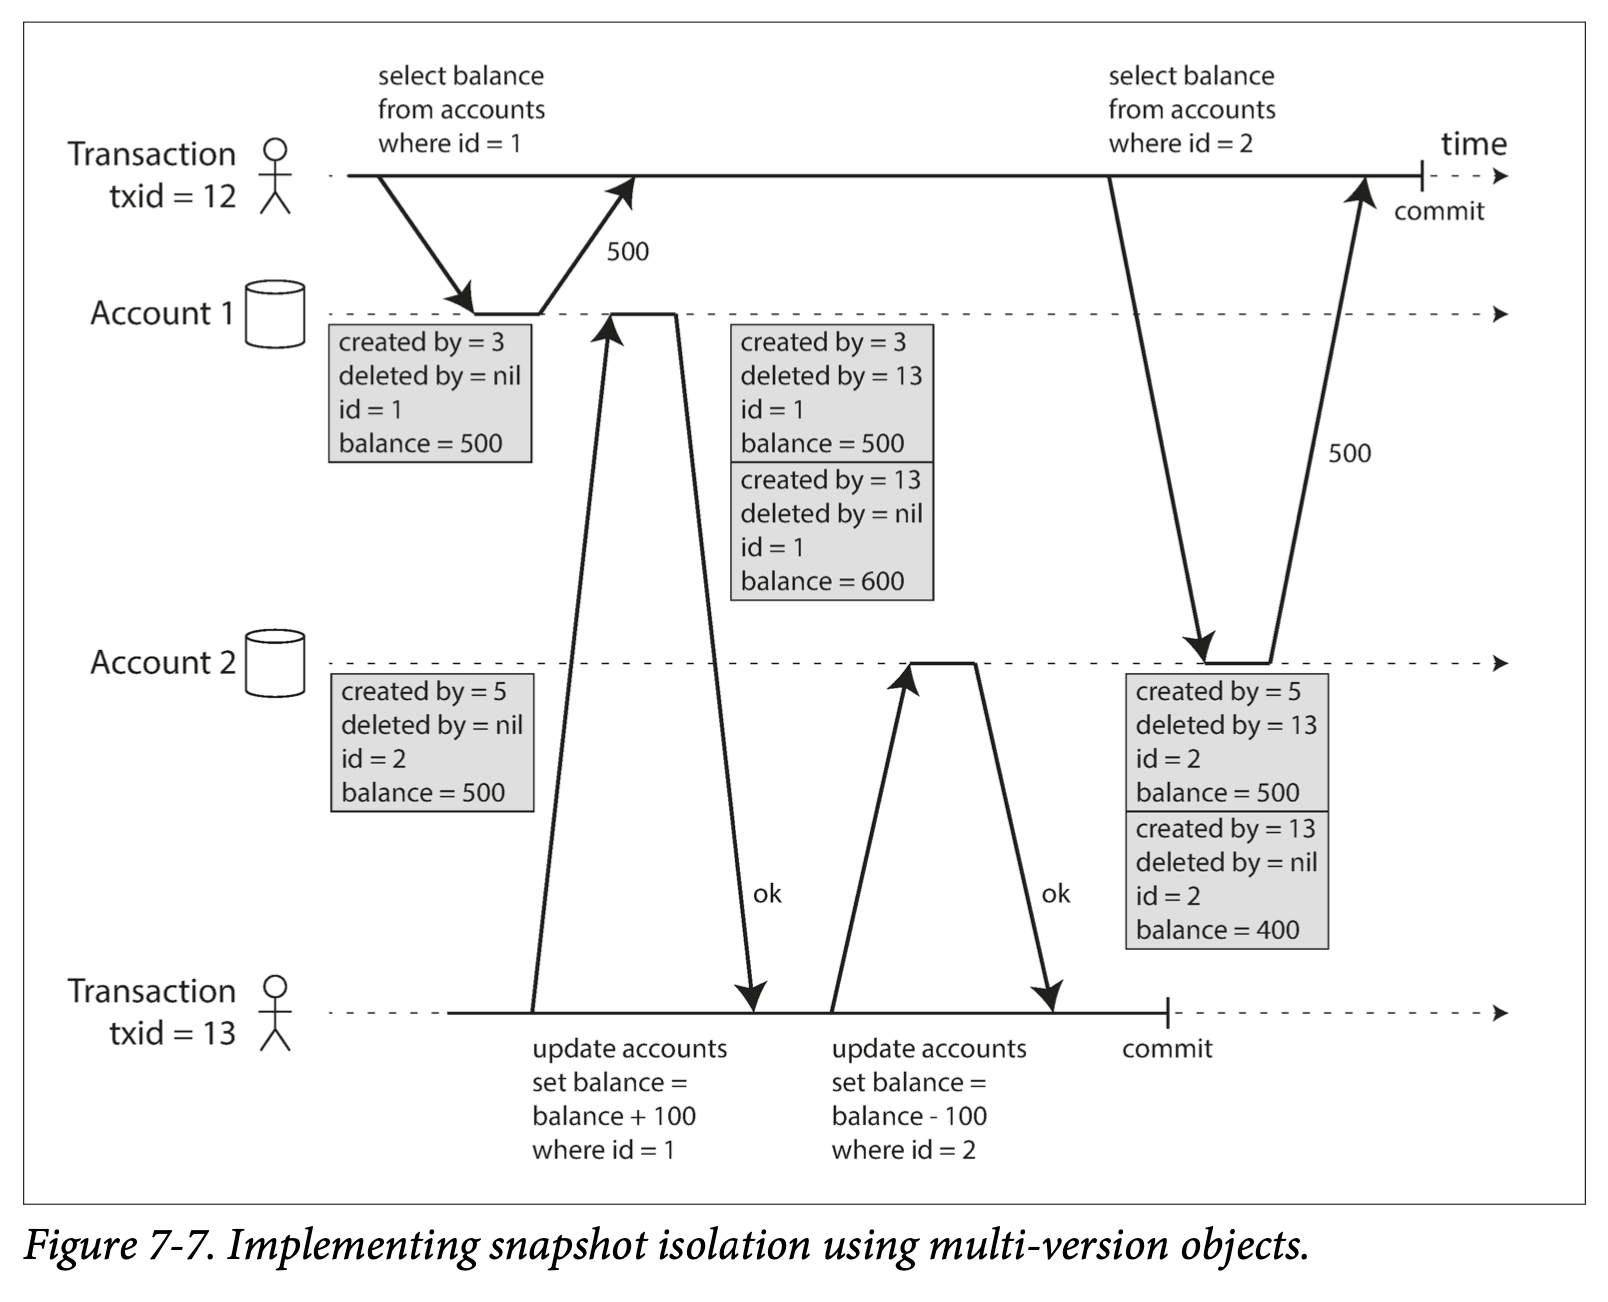 select balance
from accounts
where id = 1
select balance
from accounts
where id = 2
time
Transaction
txid = 12
commit
500
Account 1
created by = 3
deleted by = nil
id = 1
balance = 500
created by = 3
deleted by = 13
id = 1
balance = 500
created by = 13
deleted by = nil
id = 1
balance = 600
500
Account 2
created by = 5
deleted by = nil
id = 2
balance = 500
created by = 5
deleted by = 13
id = 2
balance = 500
created by = 13
deleted by = nil
id = 2
balance = 400
ok
ok
Transaction
txid = 13
update accounts
set balance =
balance + 100
where id = 1
update accounts
set balance =
balance - 100
where id = 2
commit
Figure 7-7. Implementing snapshot isolation using multi-version objects.